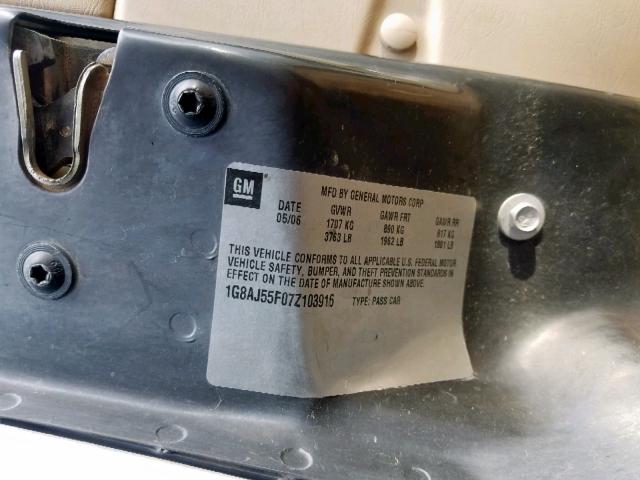 GM
MFD BY GENERAL MOTORS CORP
DATE GVWR GAWR FRT GAWR RR
05/06 1707 KG 890 KG 817 KG
3763 LB 1962 LB 1801 LB
THIS VEHICLE CONFORMS TO ALL APPLICABLE U.S. FEDERAL MOTOR
VEHICLE SAFETY, BUMPER, AND THEFT PREVENTION STANDARDS IN
EFFECT ON THE DATE OF MANUFACTURE SHOWN ABOVE.
1G8AJ55F07Z103916 TYPE: PASS CAR